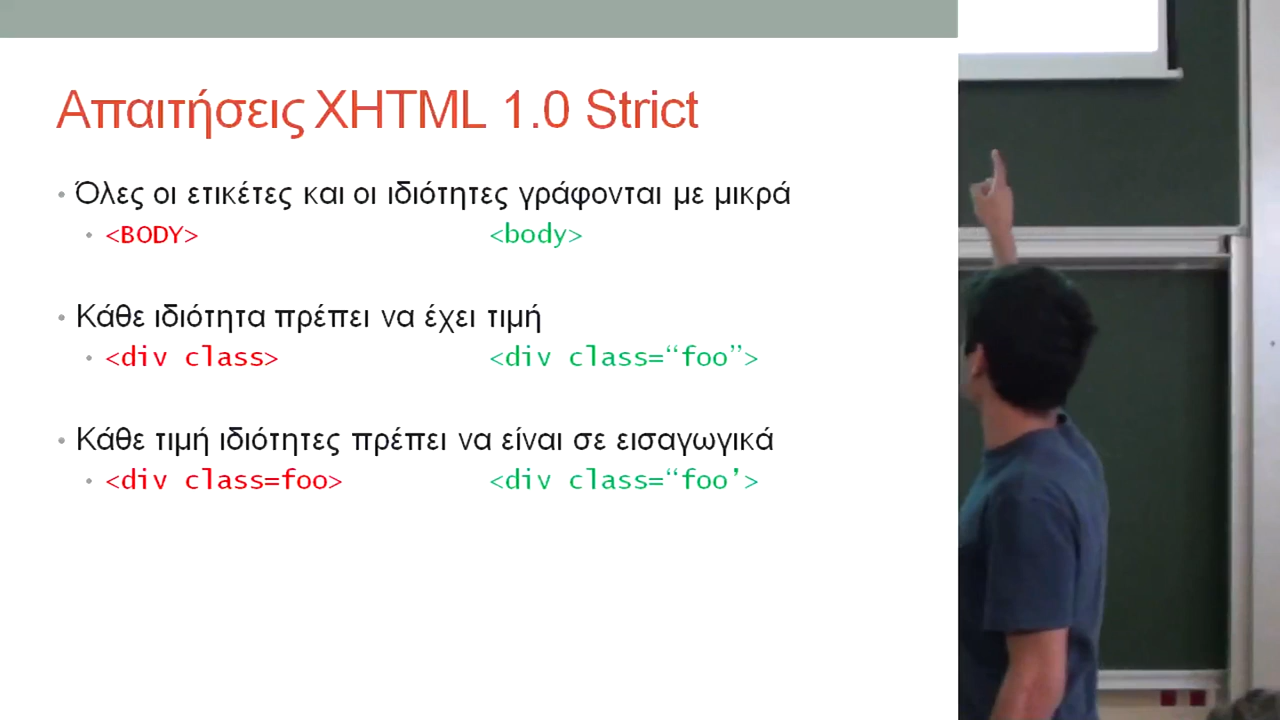 Απαιτήσεις XHTML 1.0 Strict
• Όλες οι ετικέτες και οι ιδιότητες γράφονται με μικρά
• <BODY> <body>
• Κάθε ιδιότητα πρέπει να έχει τιμή
• <div class> <div class=“foo”>
• Κάθε τιμή ιδιότητες πρέπει να είναι σε εισαγωγικά
• <div class=foo> <div class=“foo’>